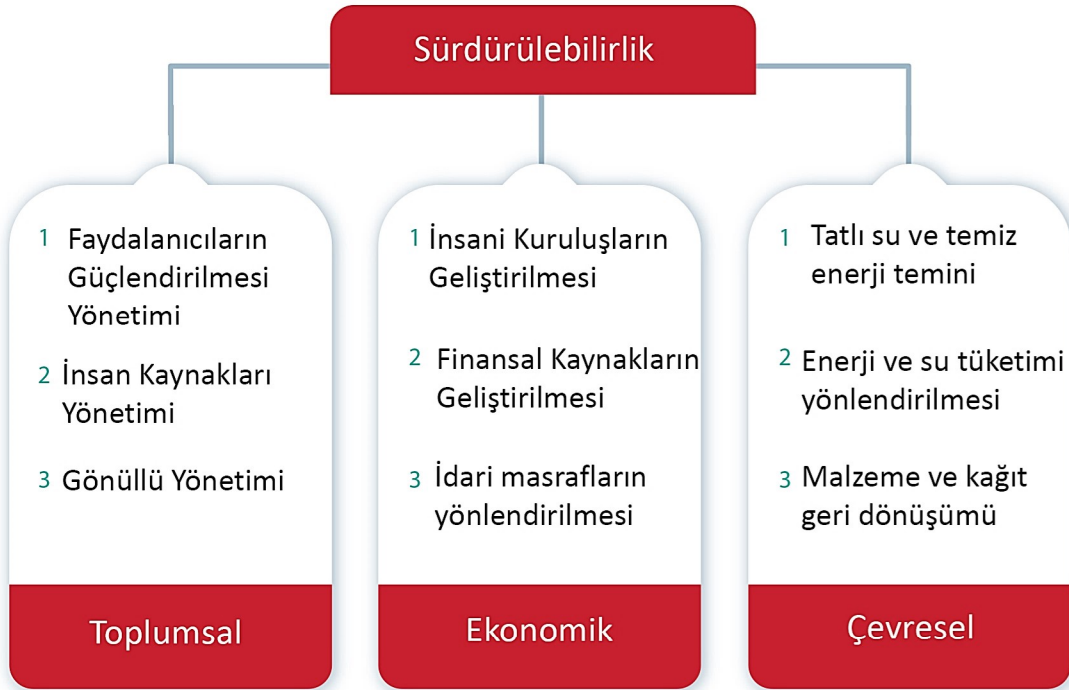 Sürdürülebilirlik
1 Faydalanıcıların
Güçlendirilmesi
Yönetimi
2 İnsan Kaynakları
Yönetimi
3 Gönüllü Yönetimi
Toplumsal
1 İnsani Kuruluşların
Geliştirilmesi
2 Finansal Kaynakların
Geliştirilmesi
3 İdari masrafların
yönlendirilmesi
Ekonomik
1 Tatlı su ve temiz
enerji temini
2 Enerji ve su tüketimi
yönlendirilmesi
3 Malzeme ve kağıt
geri dönüşümü
Çevresel